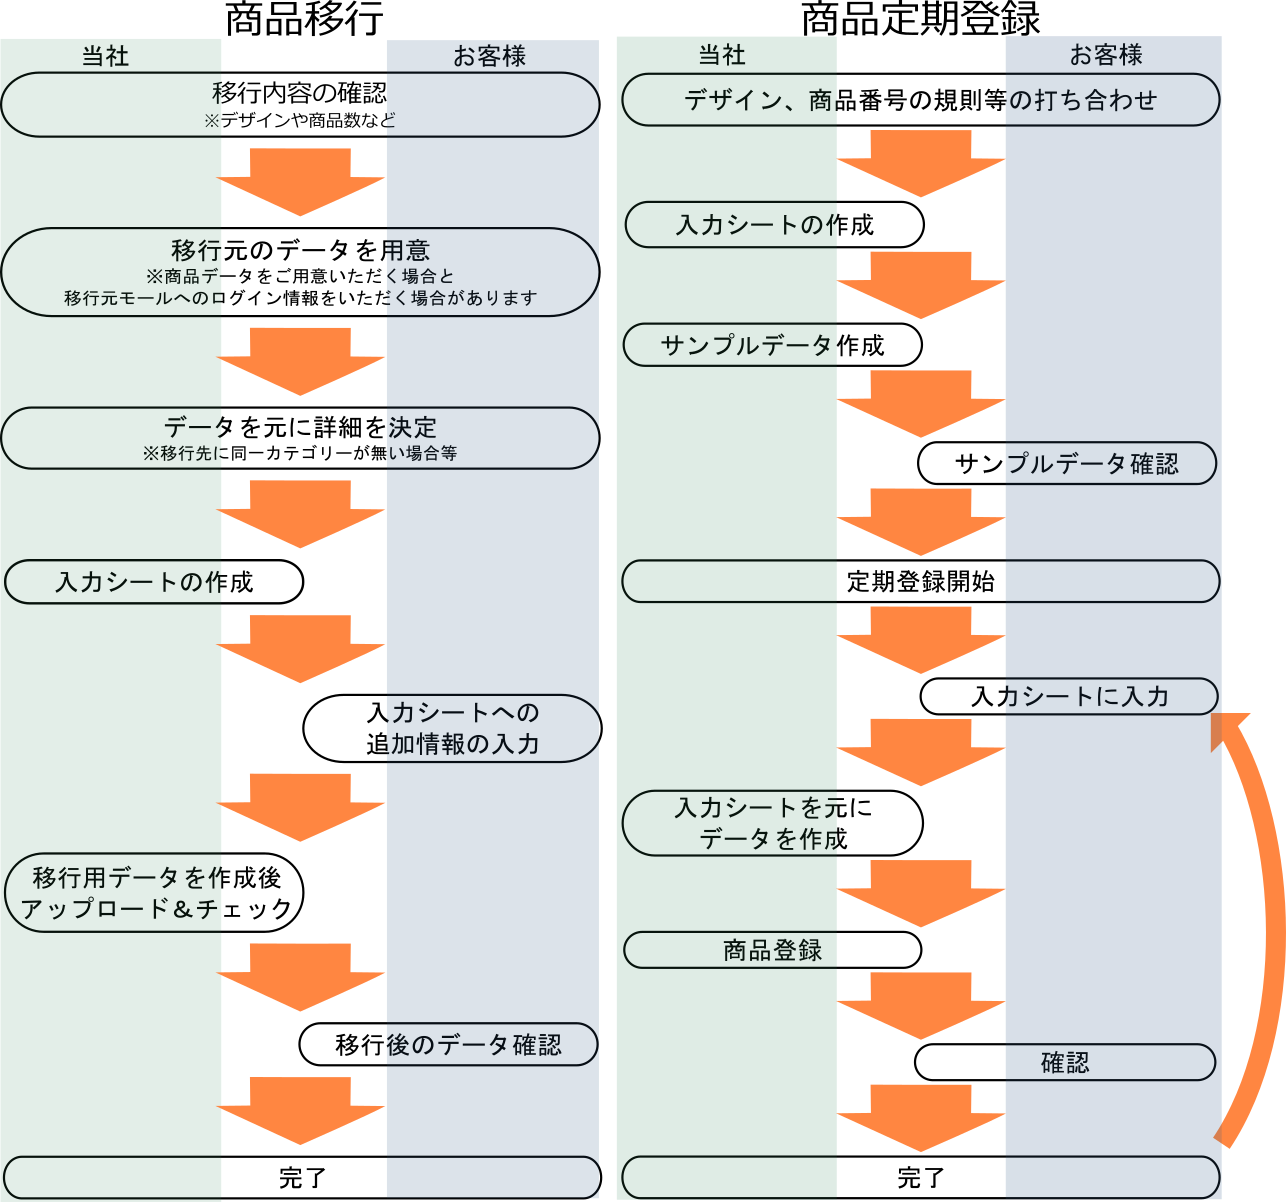 商品移行
当社
お客様
移行内容の確認
※デザインや商品数など
移行元のデータを用意
※商品データをご用意いただく場合と
移行元モールへのログイン情報をいただく場合があります
データを元に詳細を決定
※移行先に同一カテゴリーが無い場合等
入力シートの作成
入力シートへの
追加情報の入力
移行用データを作成後
アップロード＆チェック
移行後のデータ確認
完了
商品定期登録
当社
お客様
デザイン、商品番号の規則等の打ち合わせ
入力シートの作成
サンプルデータ作成
サンプルデータ確認
定期登録開始
入力シートに入力
入力シートを元に
データを作成
商品登録
確認
完了